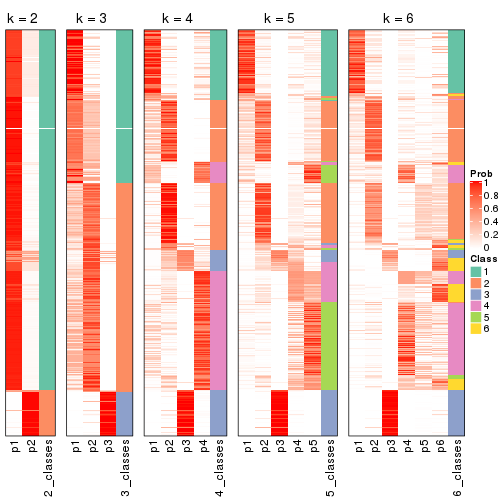 k = 2
k = 3
k = 4
k = 5
k = 6
p1
p2
2_classes
p1
p2
p3
3_classes
p1
p2
p3
p4
4_classes
p1
p2
p3
p4
p5
5_classes
p1
p2
p3
p4
p5
p6
6_classes
Prob
1
0.8
0.6
0.4
0.2
0
Class
1
2
3
4
5
6